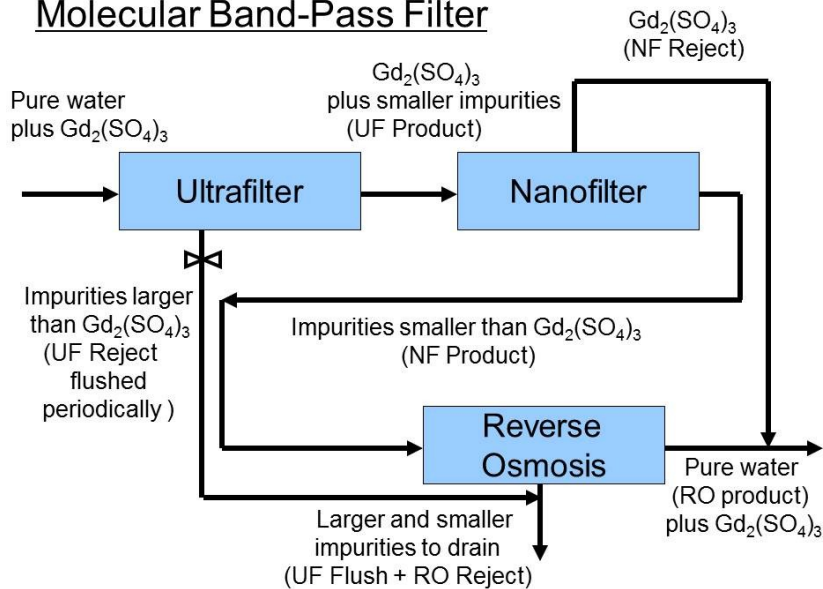 Molecular Band-Pass Filter
Gd₂(SO₄)₃
(NF Reject)
Pure water
plus Gd₂(SO₄)₃
Gd₂(SO₄)₃
plus smaller impurities
(UF Product)
Ultrafilter
Nanofilter
Impurities larger
than Gd₂(SO₄)₃
(UF Reject
flushed
periodically )
Impurities smaller than Gd₂(SO₄)₃
(NF Product)
Reverse
Osmosis
Pure water
(RO product)
plus Gd₂(SO₄)₃
Larger and smaller
impurities to drain
(UF Flush + RO Reject)